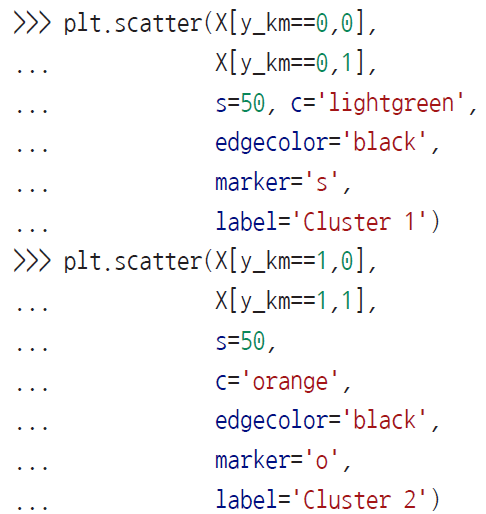 >>> plt.scatter(X[y_km==0,0],
...             X[y_km==0,1],
...             s=50, c='lightgreen',
...             edgecolor='black',
...             marker='s',
...             label='Cluster 1')
>>> plt.scatter(X[y_km==1,0],
...             X[y_km==1,1],
...             s=50,
...             c='orange',
...             edgecolor='black',
...             marker='o',
...             label='Cluster 2')